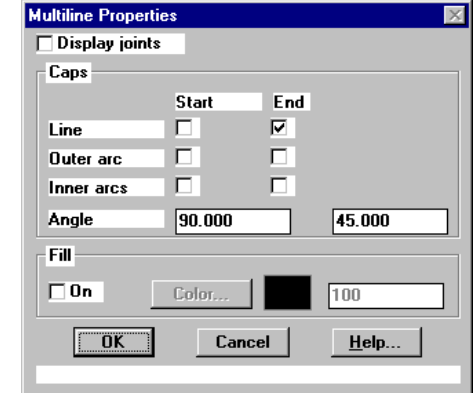 Multiline Properties
Display joints
Caps
Start End
Line
Outer arc
Inner arcs
Angle 90.000 45.000
Fill
On Color... 100
OK Cancel Help...